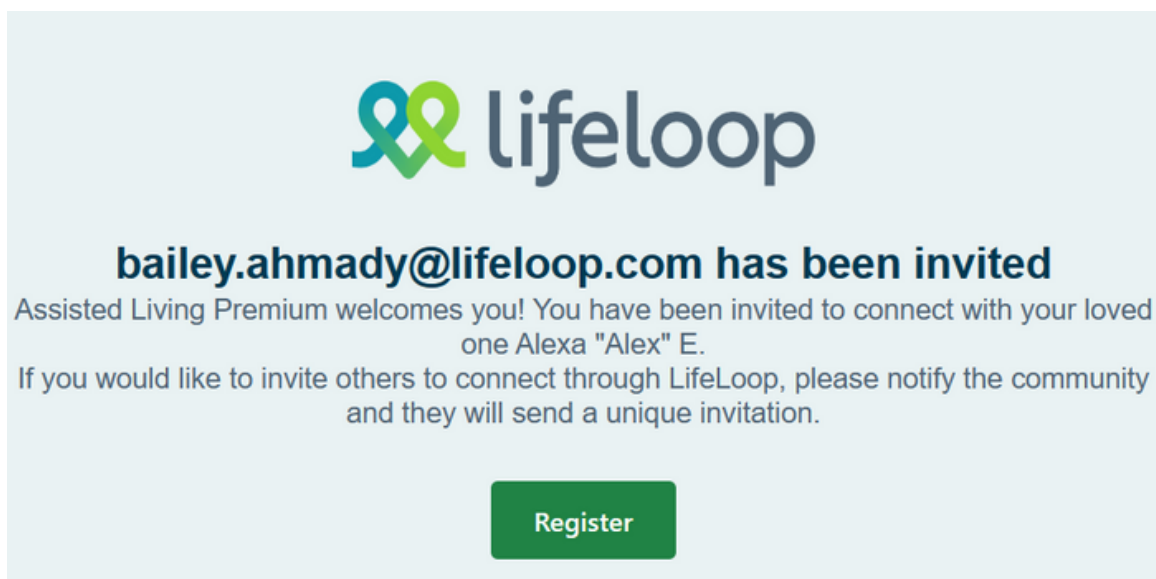 lifeloop
bailey.ahmady@lifeloop.com has been invited
Assisted Living Premium welcomes you! You have been invited to connect with your loved
one Alexa "Alex" E.
If you would like to invite others to connect through LifeLoop, please notify the community
and they will send a unique invitation.
Register